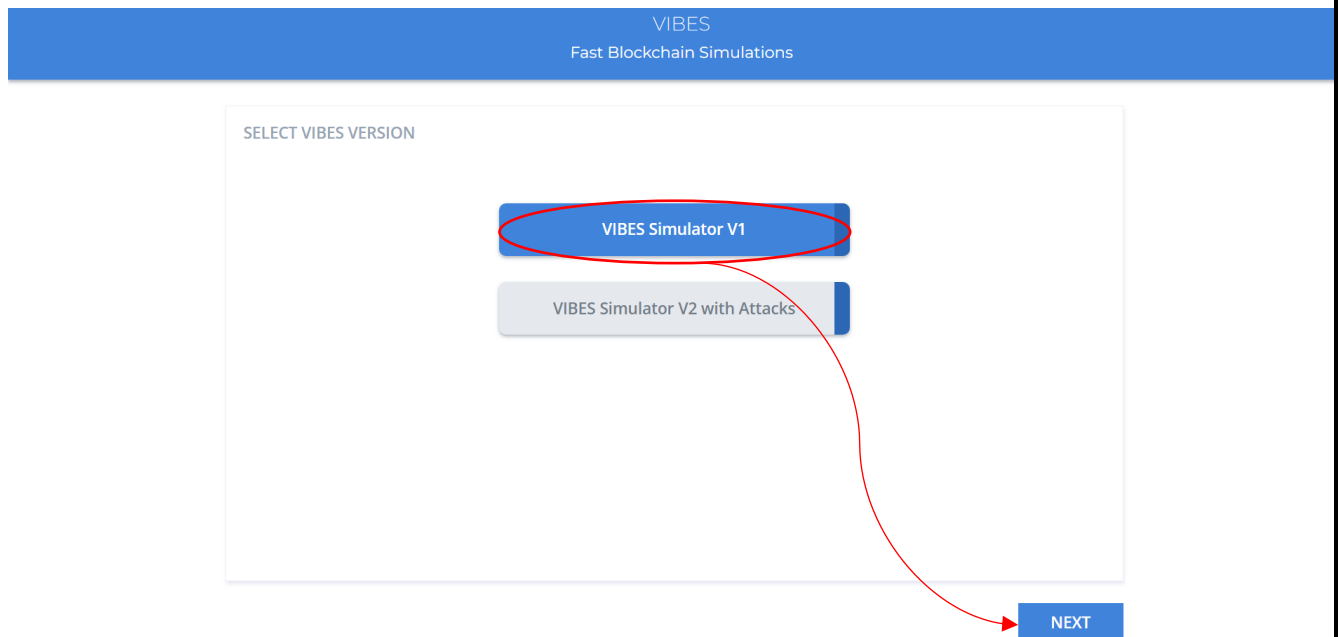 VIBES
Fast Blockchain Simulations
SELECT VIBES VERSION
VIBES Simulator V1
VIBES Simulator V2 with Attacks
NEXT